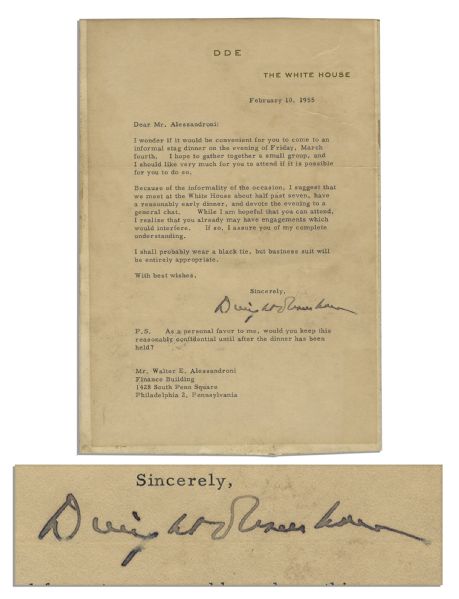 DDE
THE WHITE HOUSE
February 10, 1955
Dear Mr. Alessandroni:
I wonder if it would be convenient for you to come to an
informal stag dinner on the evening of Friday, March
fourth. I hope to gather together a small group, and
I should like very much for you to attend if it is possible
for you to do so.
Because of the informality of the occasion, I suggest that
we meet at the White House about half past seven, have
a reasonably early dinner, and devote the evening to a
general chat. While I am hopeful that you can attend,
I realize that you already may have engagements which
would interfere. If so, I assure you of my complete
understanding.
I shall probably wear a black tie, but business suit will
be entirely appropriate.
With best wishes,
Sincerely,
Dwight Eisenhower
P.S. As a personal favor to me, would you keep this
reasonably confidential until after the dinner has been
held?
Mr. Walter E. Alessandroni
Finance Building
1428 South Penn Square
Philadelphia 2, Pennsylvania
Sincerely,
Dwight Eisenhower